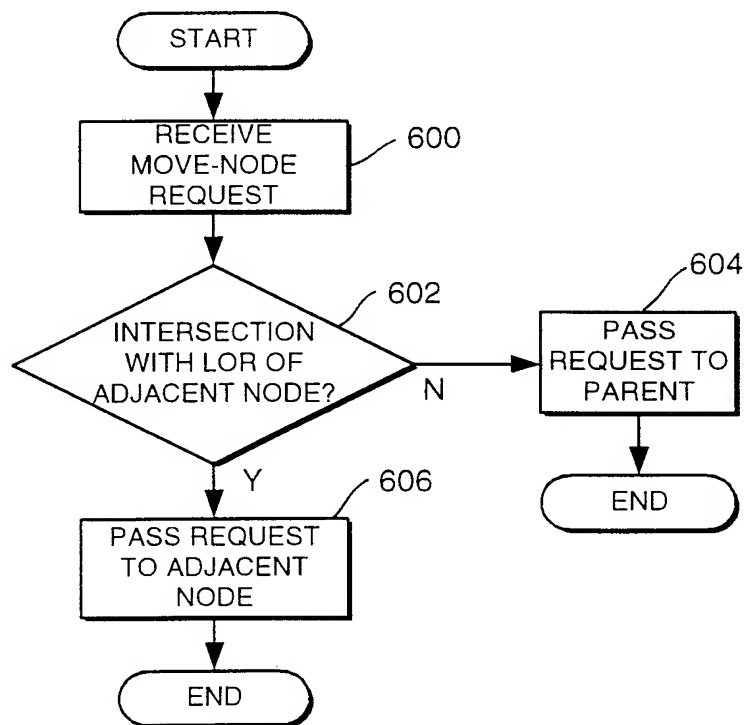 START
RECEIVE
MOVE-NODE
REQUEST
600
602
INTERSECTION
WITH LOR OF
ADJACENT NODE?
N
604
PASS
REQUEST TO
PARENT
END
Y
606
PASS REQUEST
TO ADJACENT
NODE
END